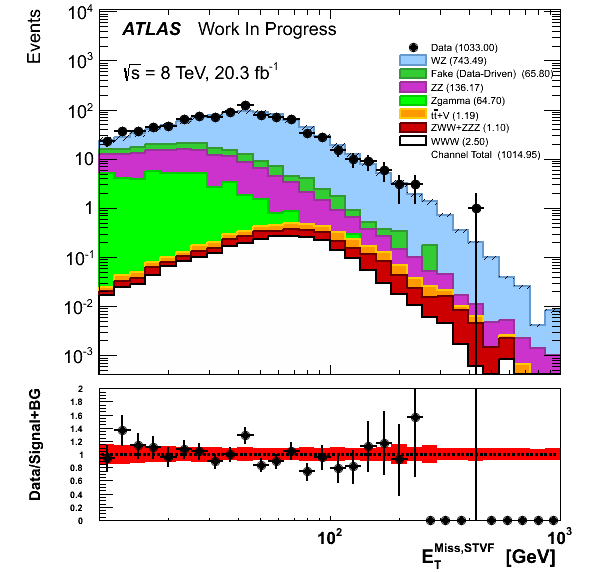 Events
10^4
10^3
10^2
10
1
10^-1
10^-2
10^-3
ATLAS Work In Progress
√s = 8 TeV, 20.3 fb^-1
Data (1033.00)
WZ (743.49)
Fake (Data-Driven) (65.80)
ZZ (136.17)
Zgamma (64.70)
tt̄+V (1.19)
ZWW+ZZZ (1.10)
WWW (2.50)
Channel Total (1014.95)
Data/Signal+BG
2
1.8
1.6
1.4
1.2
1
0.8
0.6
0.4
0.2
0
10^2
10^3
E_T^Miss,STVF [GeV]